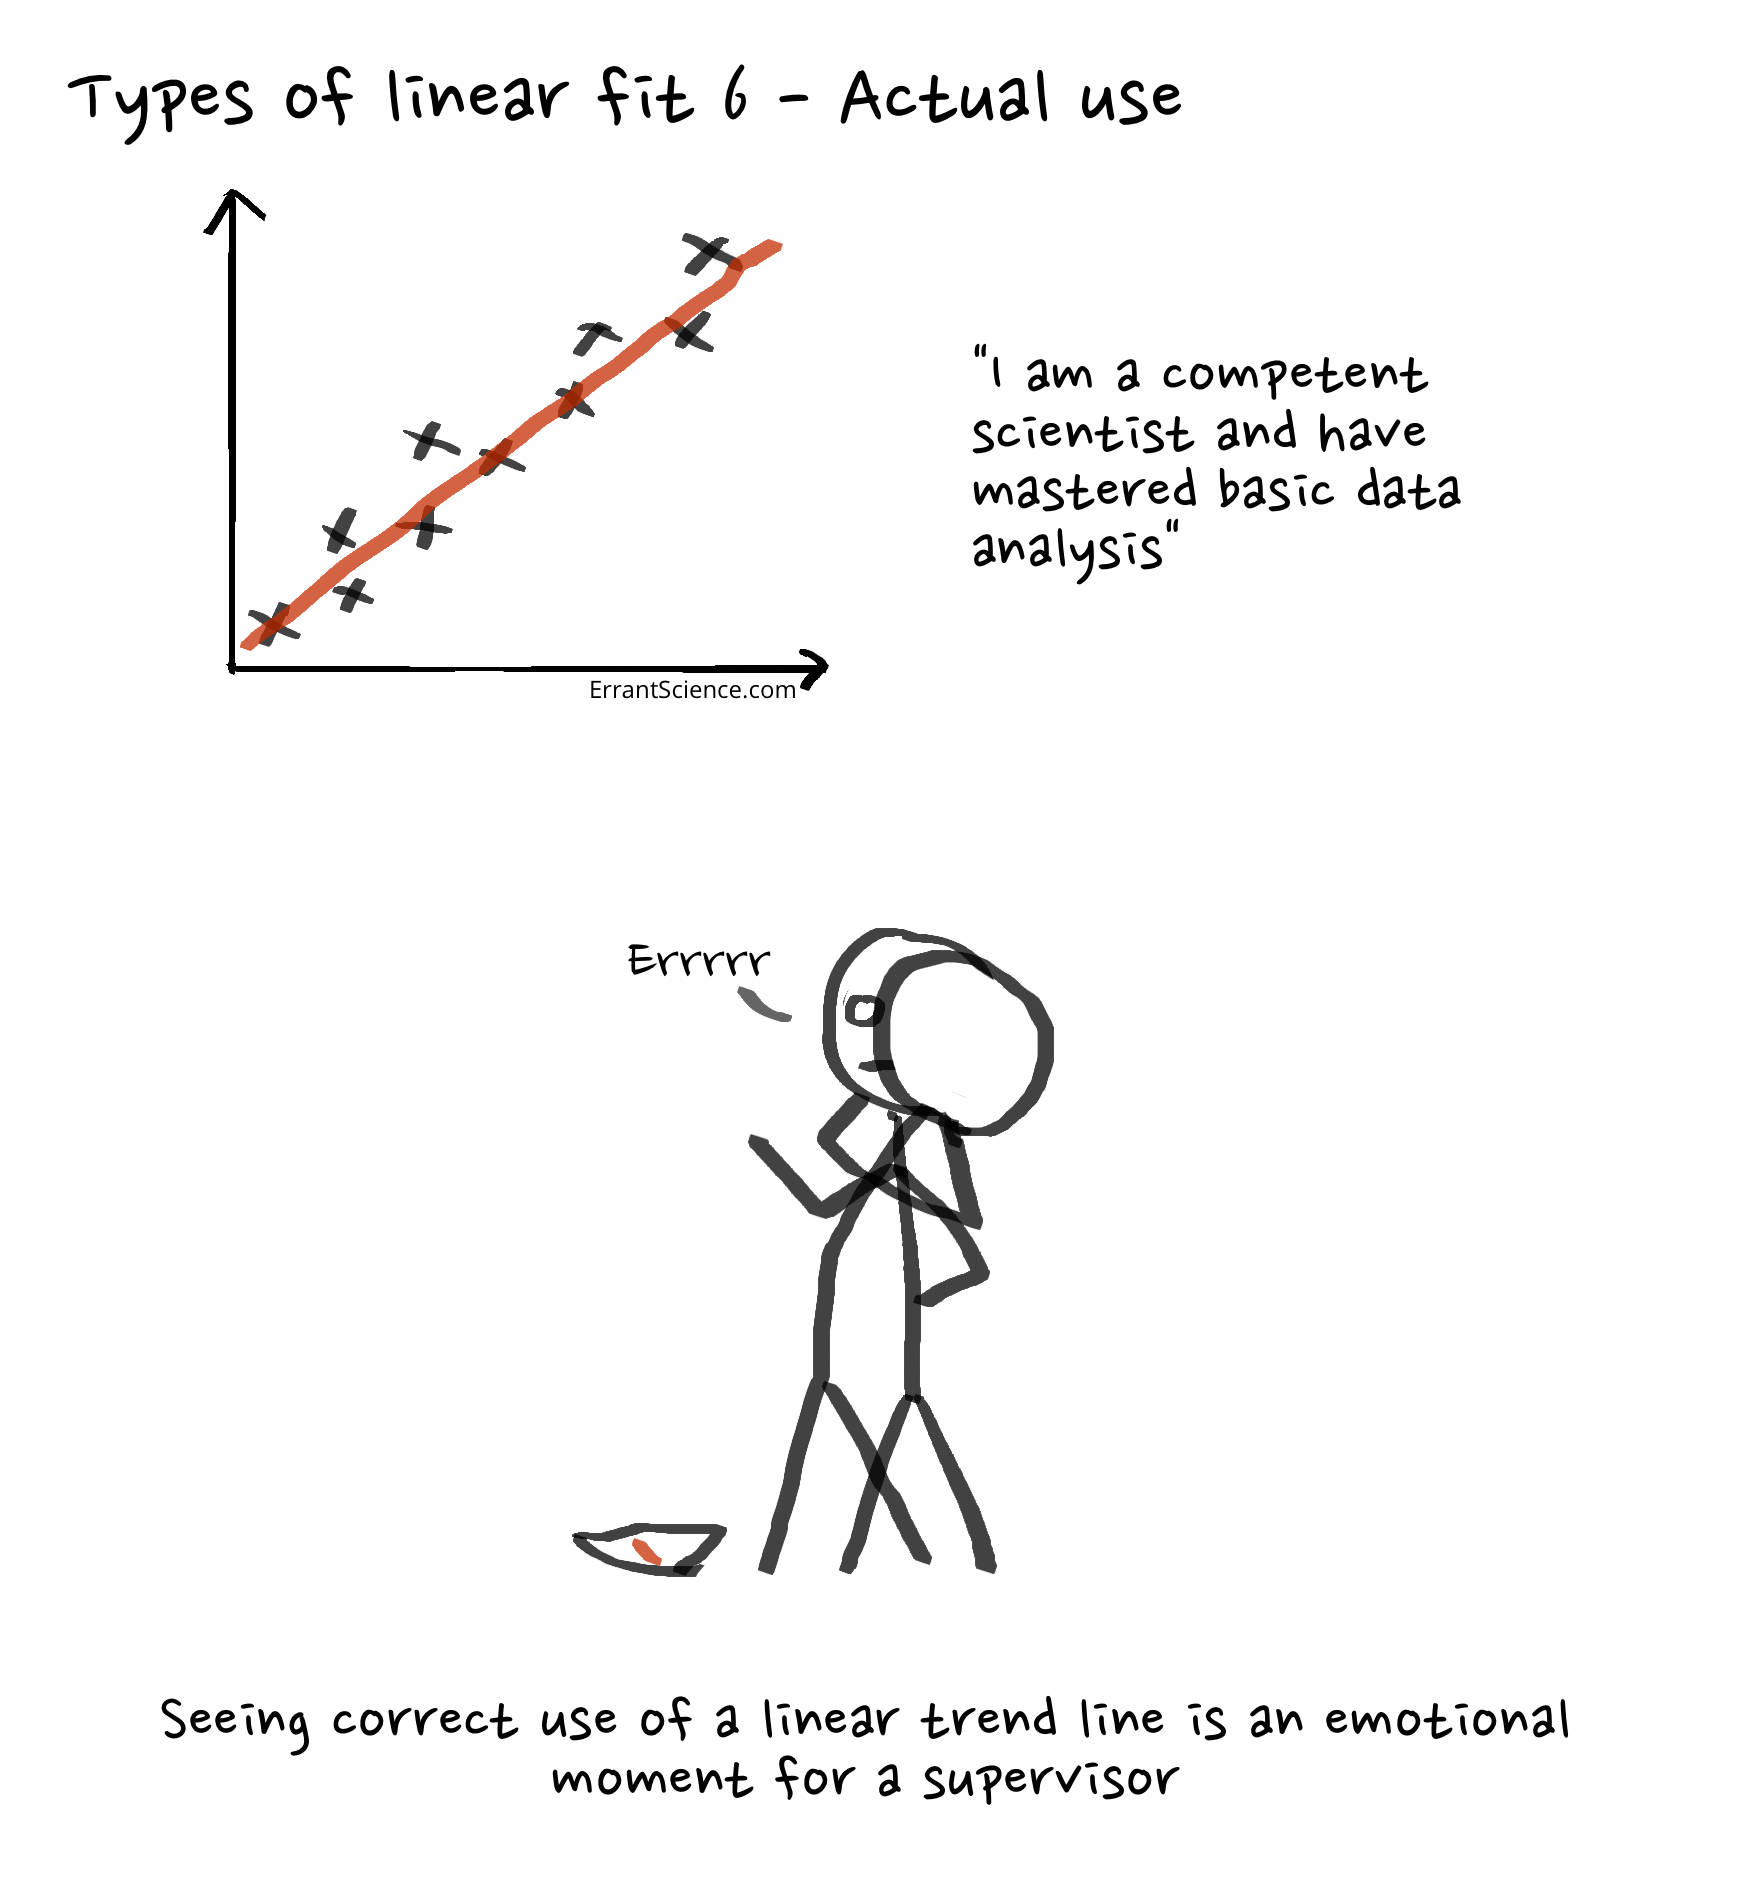 Types of linear fit 6 - Actual use
"I am a competent
scientist and have
mastered basic data
analysis"
ErrantScience.com
Errrrr
Seeing correct use of a linear trend line is an emotional
moment for a supervisor